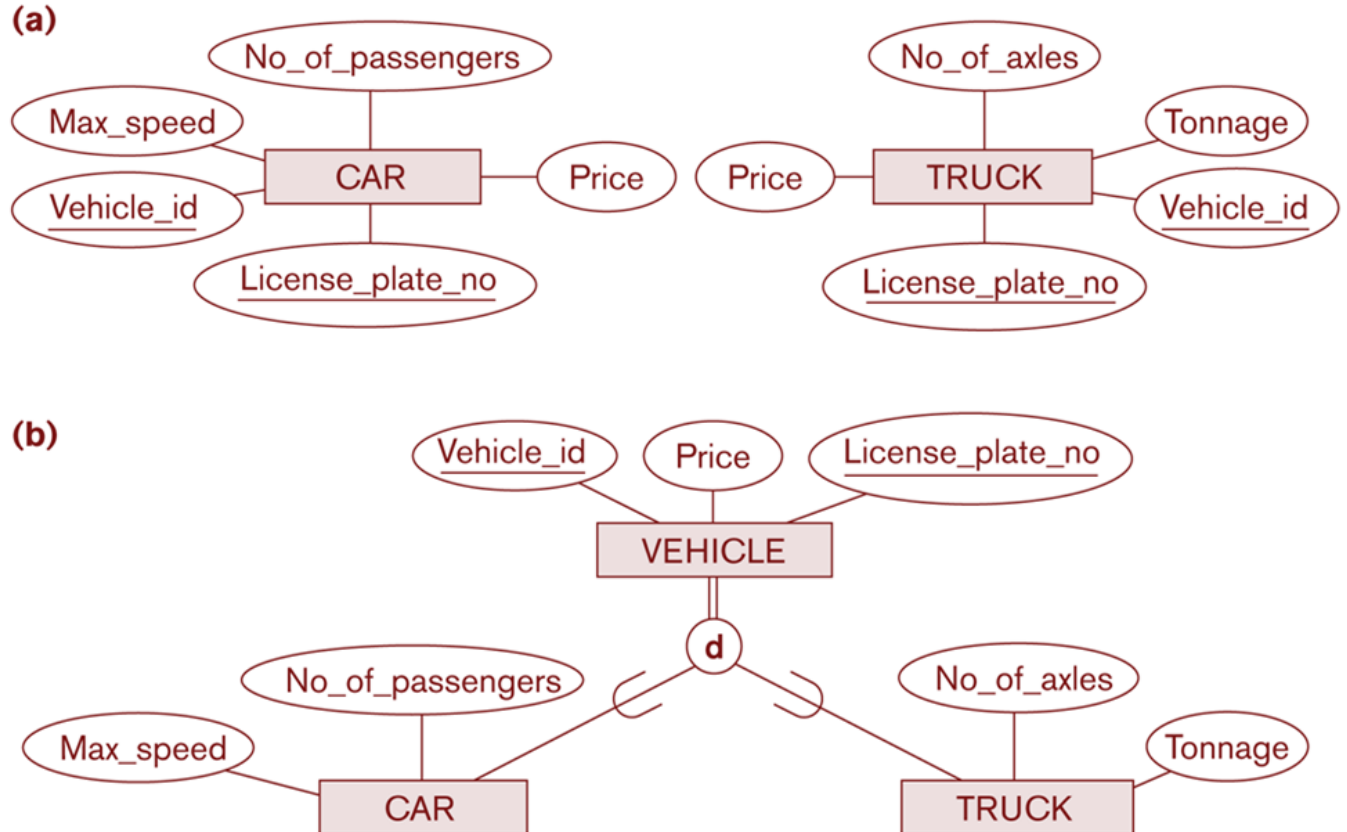 (a)
No_of_passengers
No_of_axles
Max_speed
Tonnage
CAR
Price
Price
TRUCK
Vehicle_id
Vehicle_id
License_plate_no
License_plate_no
(b)
Vehicle_id
Price
License_plate_no
VEHICLE
d
No_of_passengers
No_of_axles
Max_speed
Tonnage
CAR
TRUCK